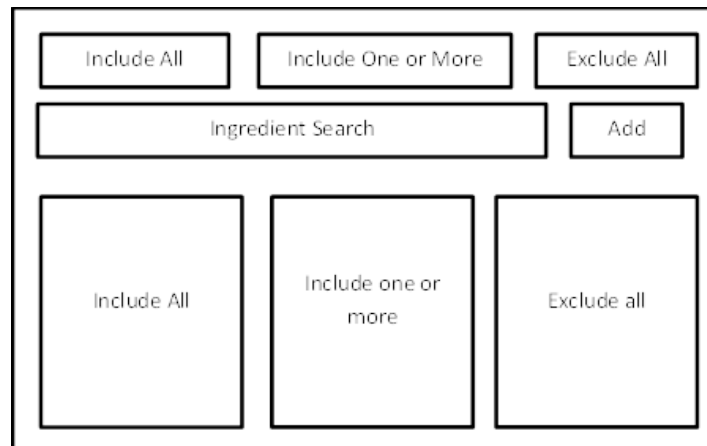 Include All
Include One or More
Exclude All
Ingredient Search
Add
Include All
Include one or
more
Exclude all